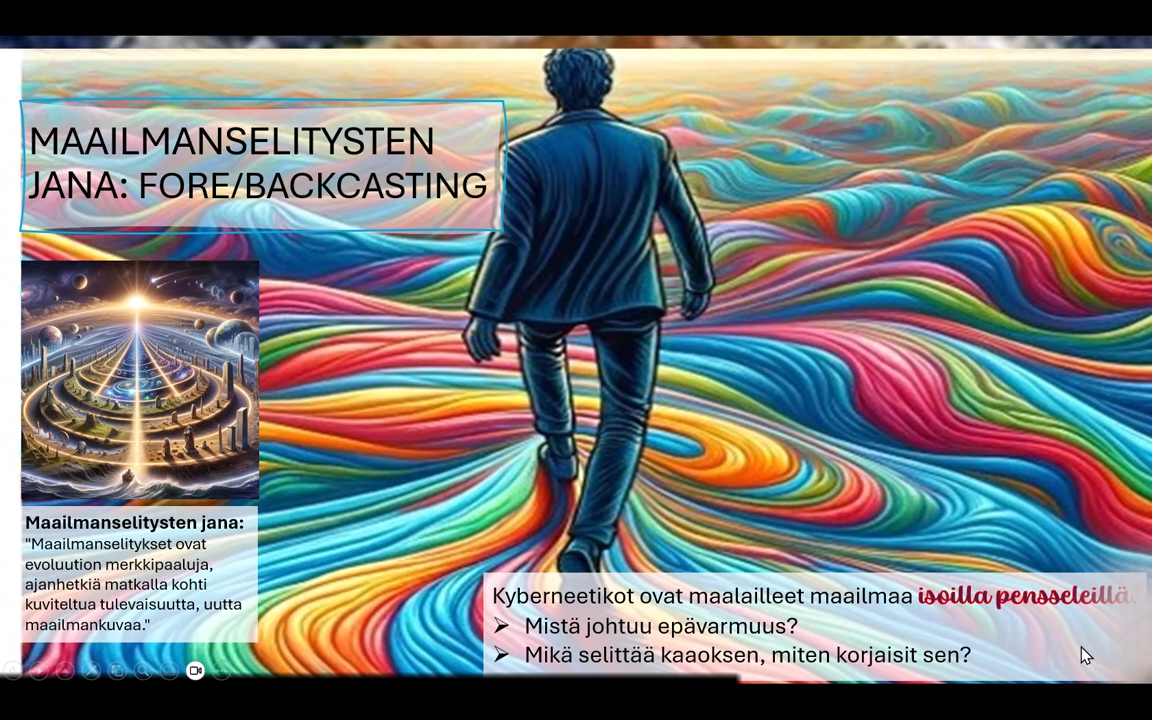 MAAILMANSELITYSTEN
JANA: FORE/BACKCASTING
Maailmanselitysten jana:
"Maailmanselitykset ovat
evoluution merkkipaaluja,
ajanhetkiä matkalla kohti
kuviteltua tulevaisuutta, uutta
maailmankuvaa."
Kyberneetikot ovat maalailleet maailmaa isoilla pensseleillä.
➢ Mistä johtuu epävarmuus?
➢ Mikä selittää kaaoksen, miten korjaisit sen?